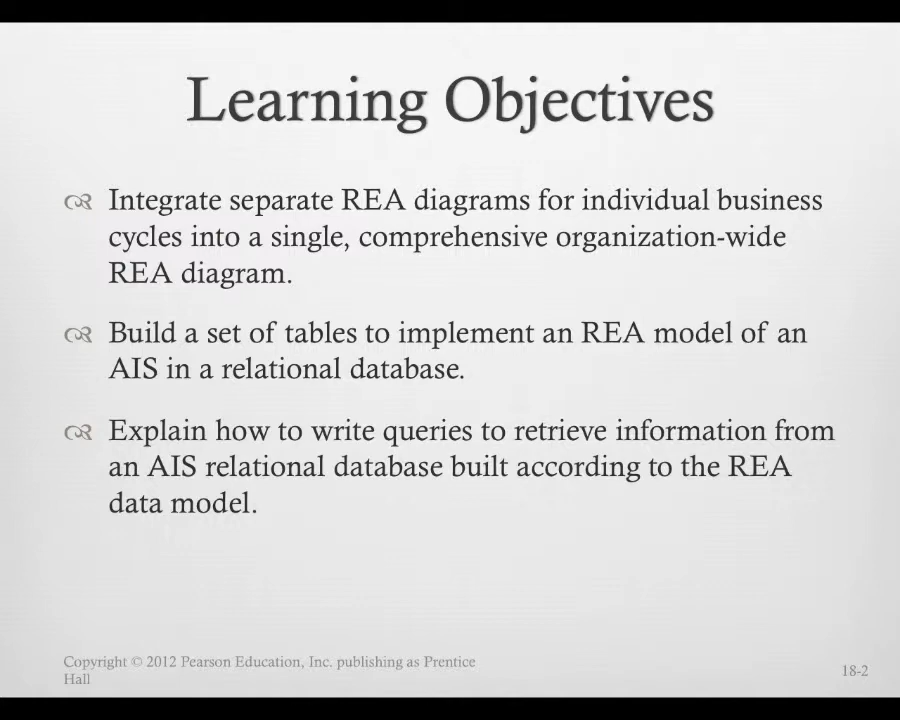 Learning Objectives
Integrate separate REA diagrams for individual business
cycles into a single, comprehensive organization-wide
REA diagram.
Build a set of tables to implement an REA model of an
AIS in a relational database.
Explain how to write queries to retrieve information from
an AIS relational database built according to the REA
data model.
Copyright © 2012 Pearson Education, Inc. publishing as Prentice
Hall
18-2